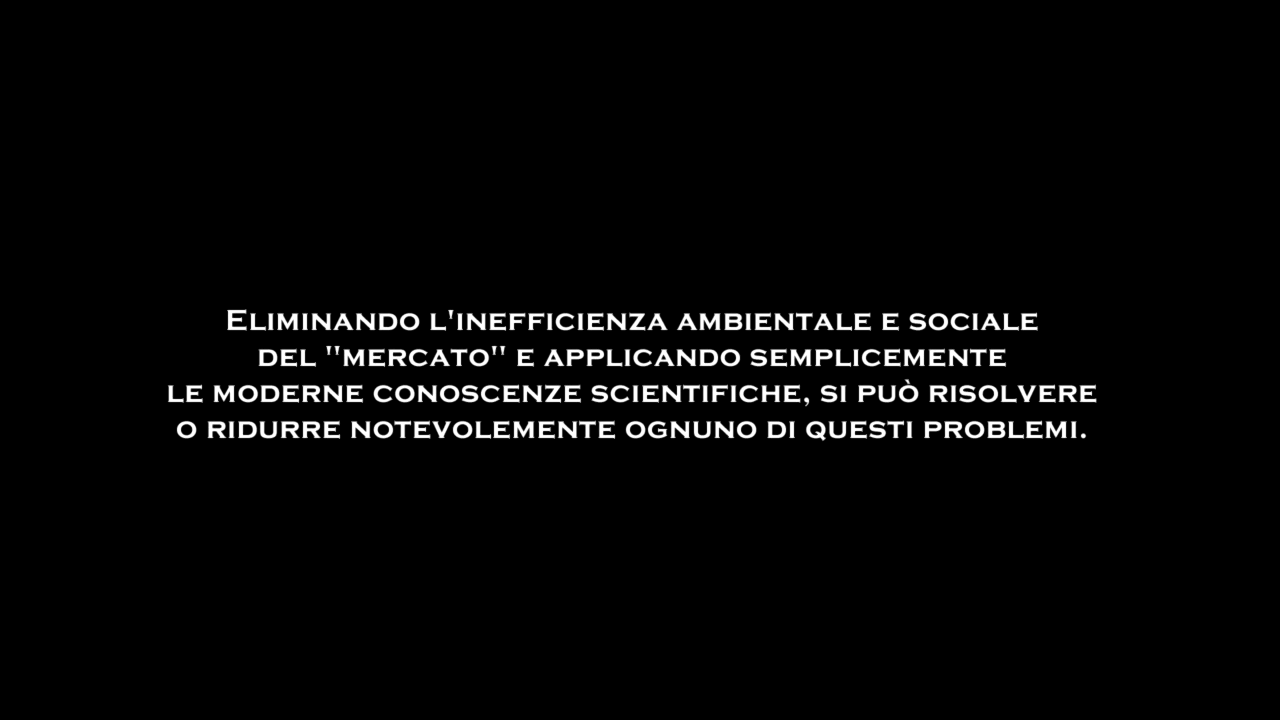 Eliminando l'inefficienza ambientale e sociale
del "mercato" e applicando semplicemente
le moderne conoscenze scientifiche, si può risolvere
o ridurre notevolemente ognuno di questi problemi.